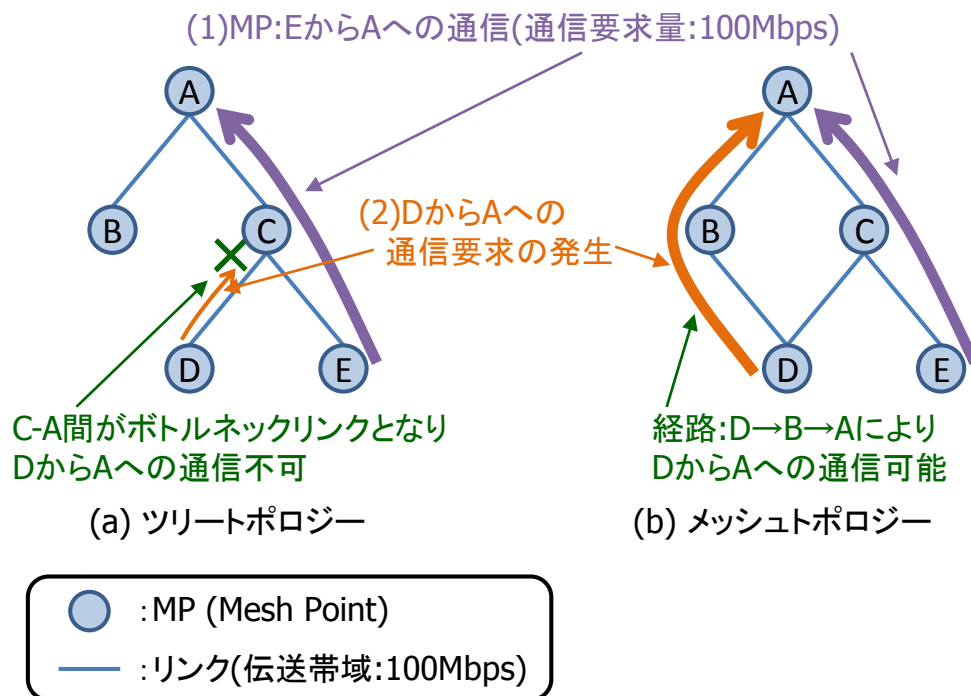 (1)MP:EからAへの通信(通信要求量:100Mbps)
A
B
C
D
E
(2)DからAへの
通信要求の発生
A
B
C
D
E
C-A間がボトルネックリンクとなり
DからAへの通信不可
経路:D→B→Aにより
DからAへの通信可能
(a) ツリートポロジー
(b) メッシュトポロジー
:MP (Mesh Point)
:リンク(伝送帯域:100Mbps)